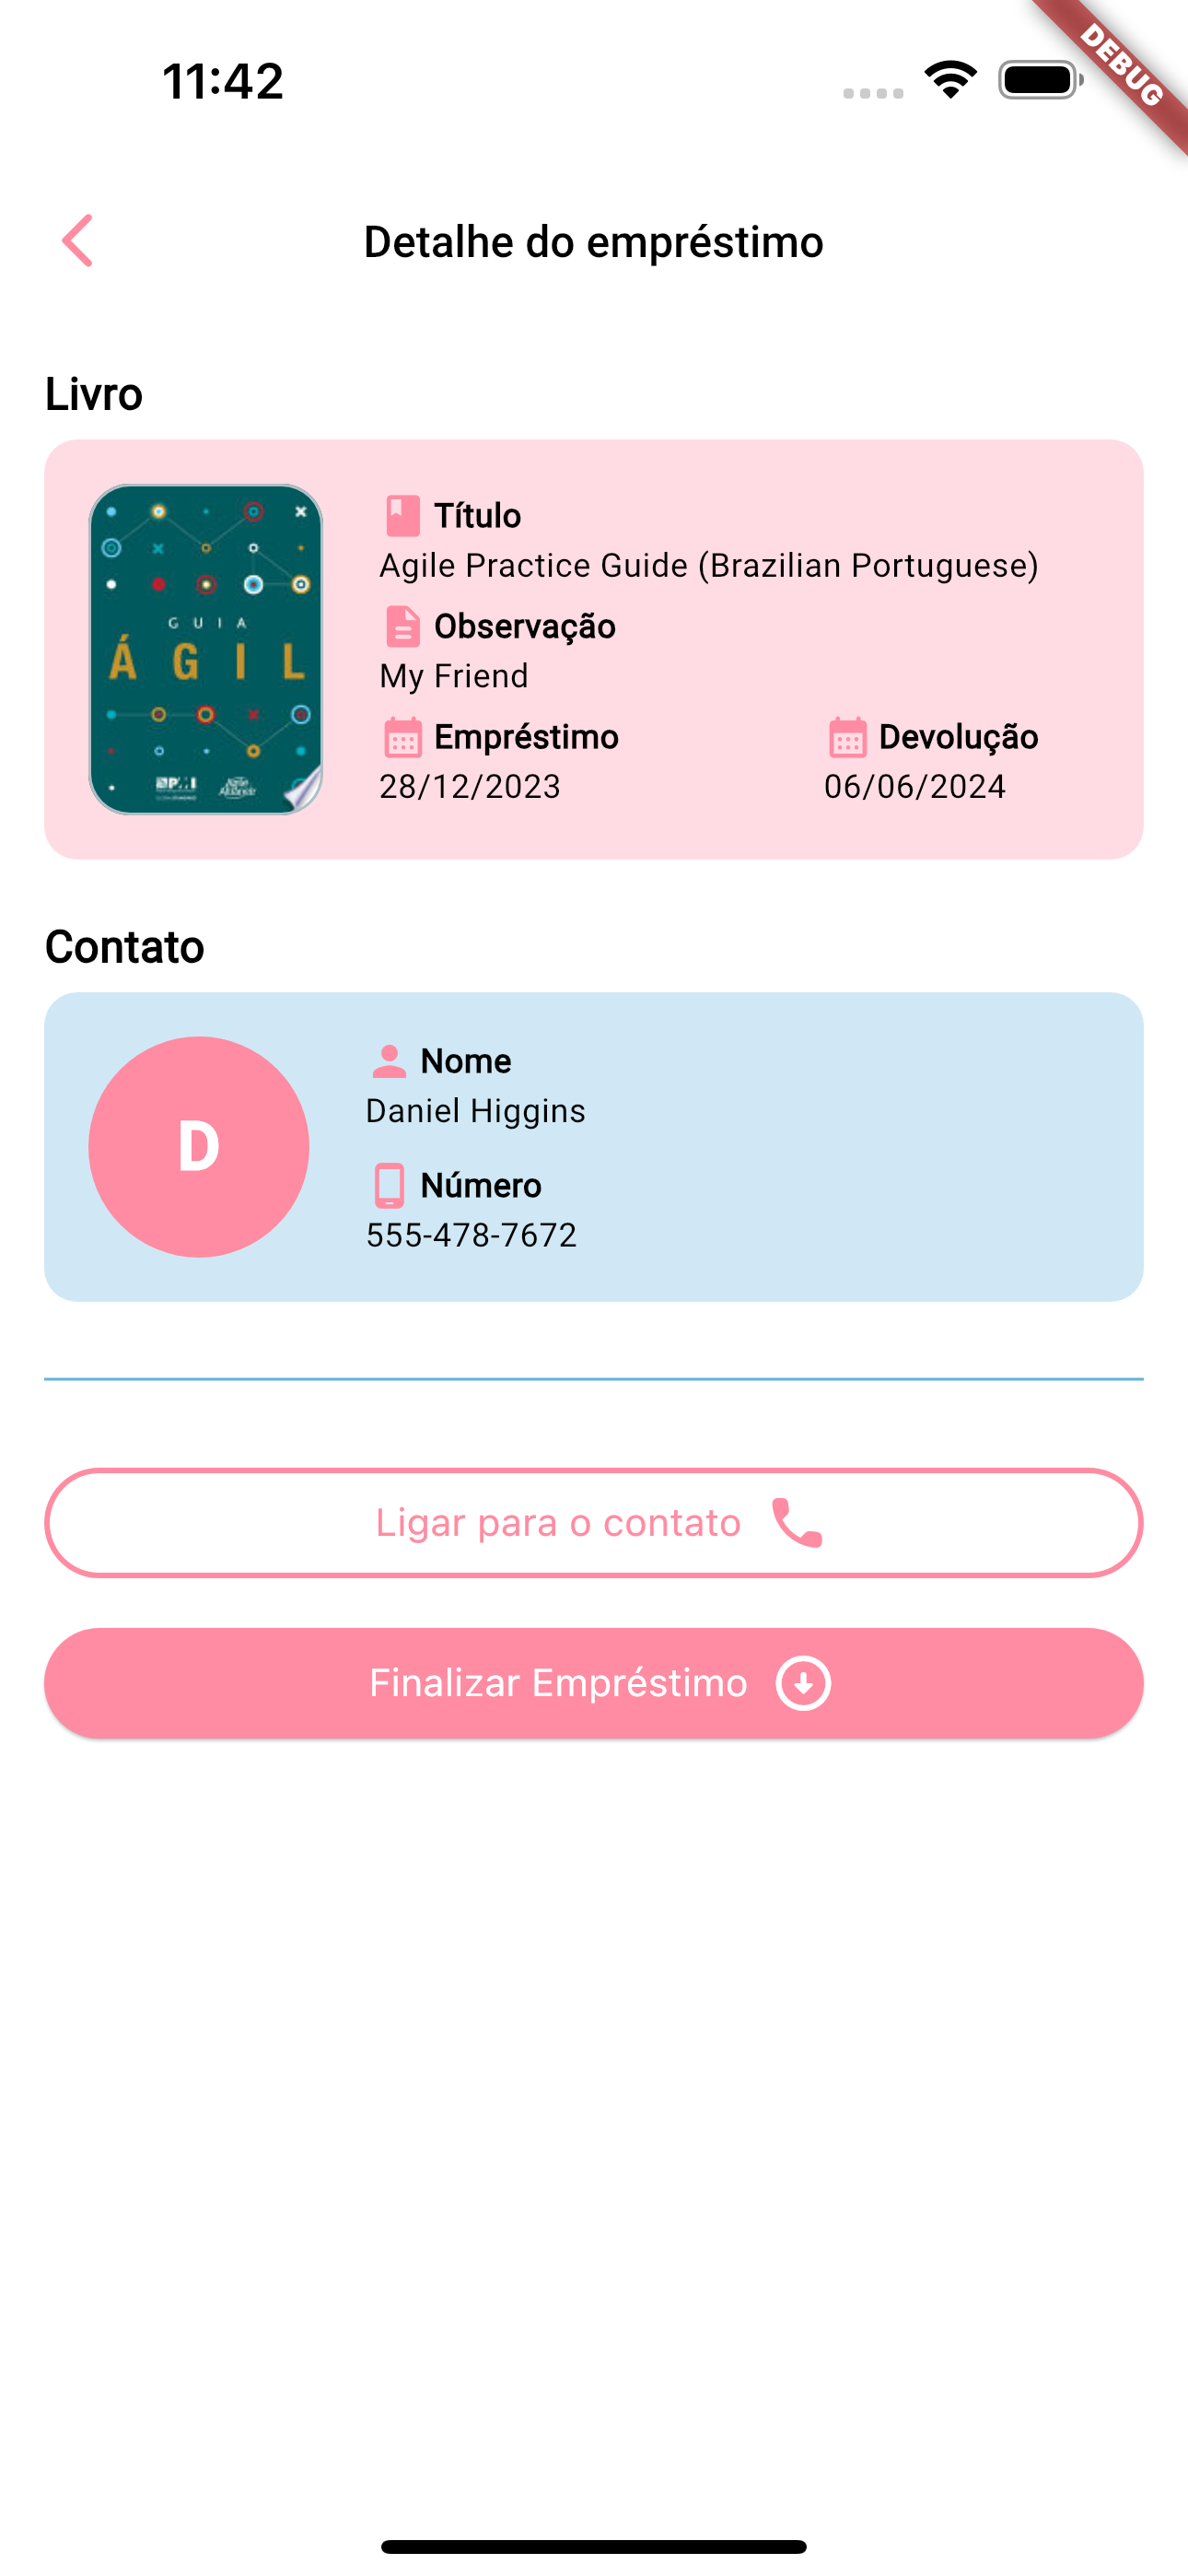 11:42
DEBUG
Detalhe do empréstimo
Livro
GUIA
ÁGIL
Título
Agile Practice Guide (Brazilian Portuguese)
Observação
My Friend
Empréstimo
Devolução
28/12/2023
06/06/2024
Contato
D
Nome
Daniel Higgins
Número
555-478-7672
Ligar para o contato
Finalizar Empréstimo